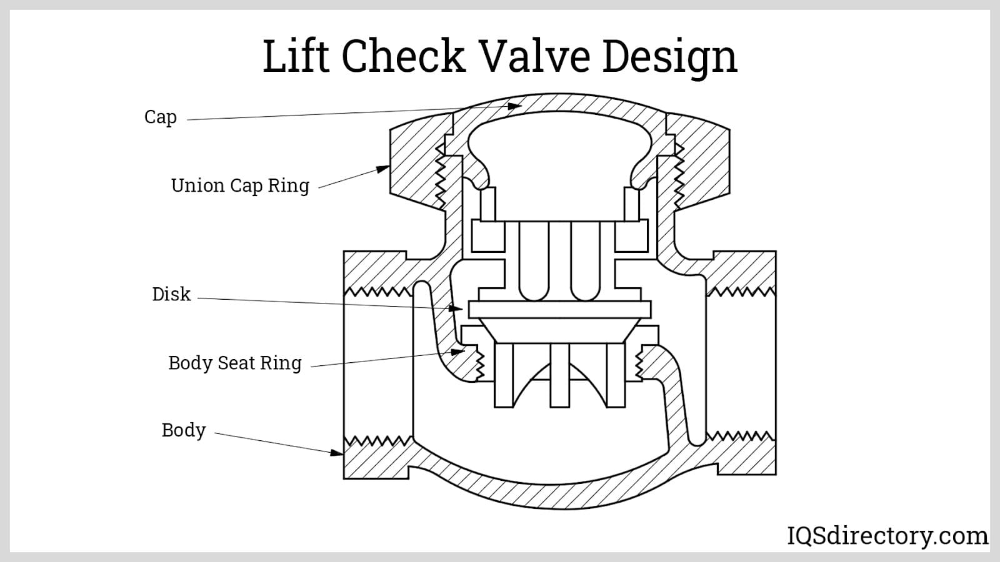 Lift Check Valve Design
Cap
Union Cap Ring
Disk
Body Seat Ring
Body
IQSdirectory.com